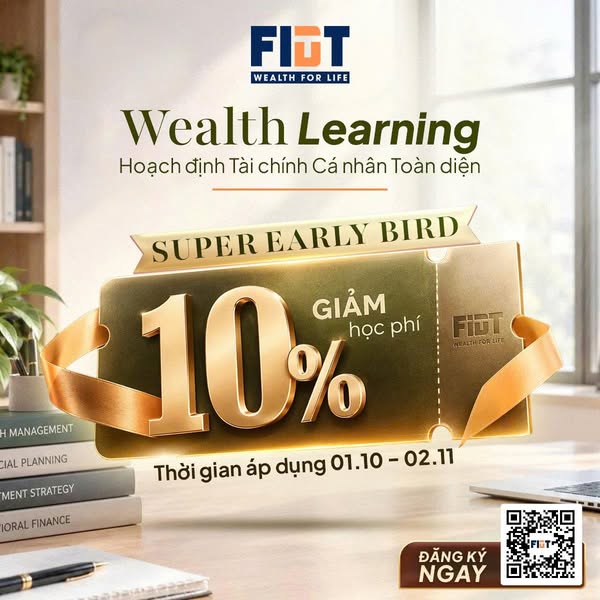 FIDT
WEALTH FOR LIFE
Wealth Learning
Hoạch định Tài chính Cá nhân Toàn diện
SUPER EARLY BIRD
10%
GIẢM
học phí
FIDT
WEALTH FOR LIFE
Thời gian áp dụng 01.10 – 02.11
H MANAGEMENT
CIAL PLANNING
TMENT STRATEGY
IORAL FINANCE
ĐĂNG KÝ
NGAY
FIDT